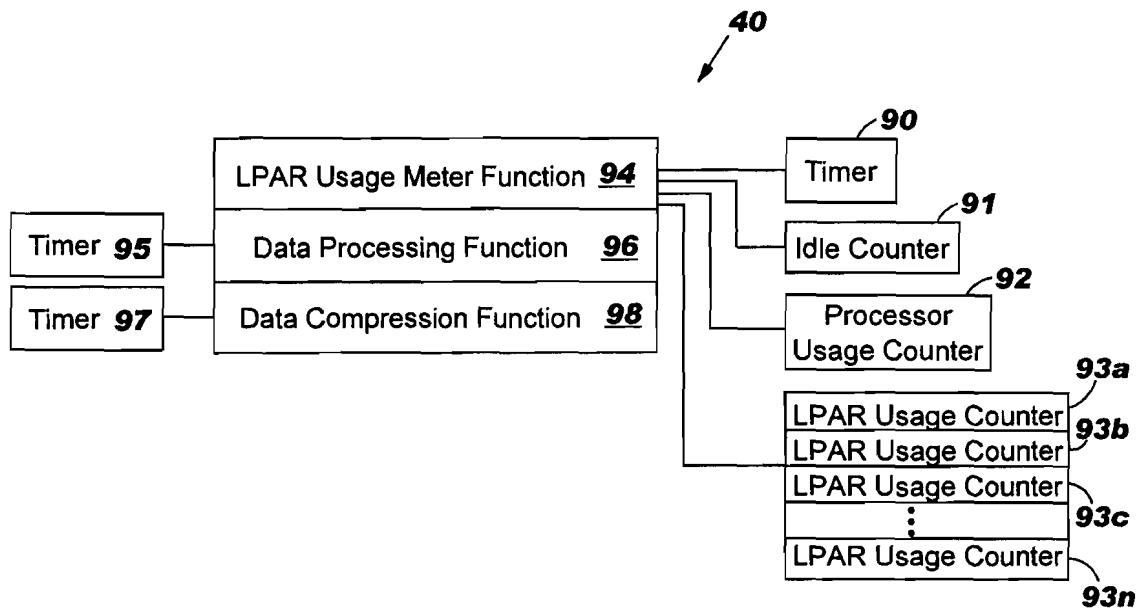 40
LPAR Usage Meter Function 94
Data Processing Function 96
Data Compression Function 98
Timer 95
Timer 97
90
Timer
91
Idle Counter
92
Processor
Usage Counter
93a
LPAR Usage Counter
93b
LPAR Usage Counter
LPAR Usage Counter
93c
LPAR Usage Counter
93n